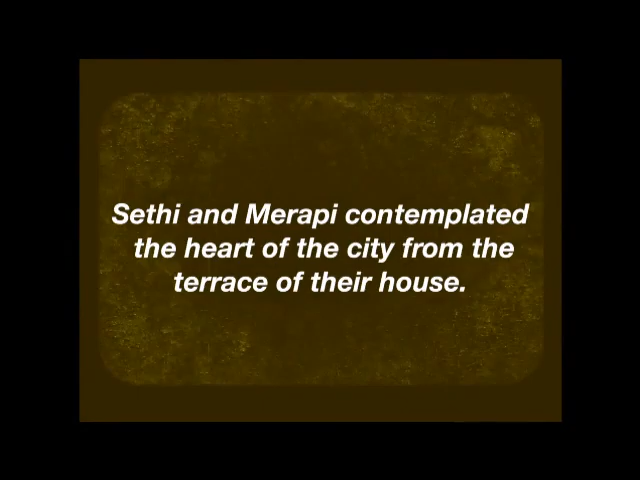 Sethi and Merapi contemplated
the heart of the city from the
terrace of their house.